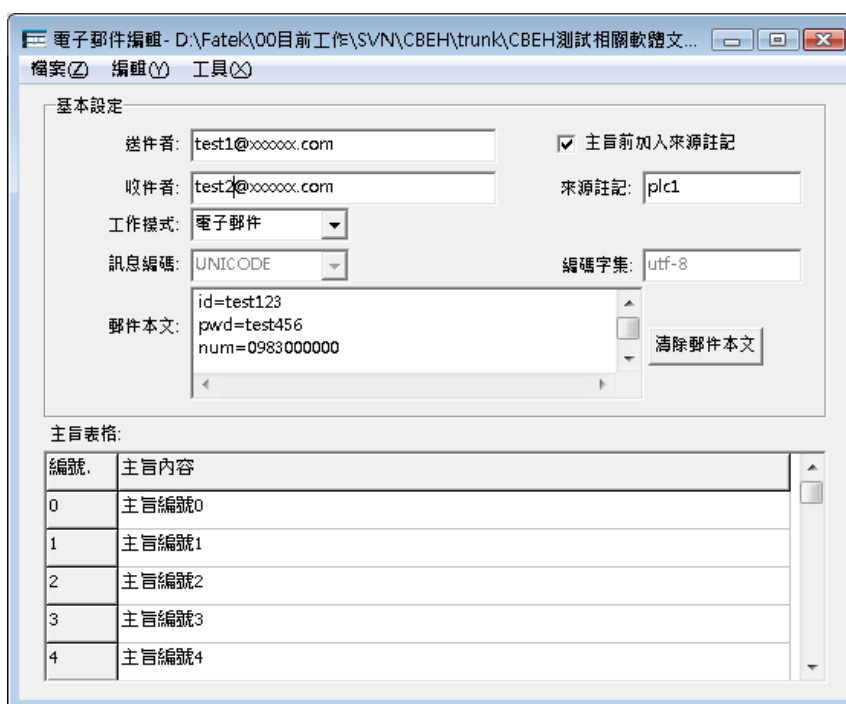 電子郵件編輯- D:\Fatek\00目前工作\SVN\CBEH\trunk\CBEH測試相關軟體文...
檔案(Z) 編輯(Y) 工具(X)
基本設定
送件者: test1@xxxxxx.com
主旨前加入來源註記
收件者: test2@xxxxxx.com
來源註記: plc1
工作模式: 電子郵件
訊息編碼: UNICODE
編碼字集: utf-8
郵件本文:
id=test123
pwd=test456
num=0983000000
清除郵件本文
主旨表格:
編號. 主旨內容
0 主旨編號0
1 主旨編號1
2 主旨編號2
3 主旨編號3
4 主旨編號4